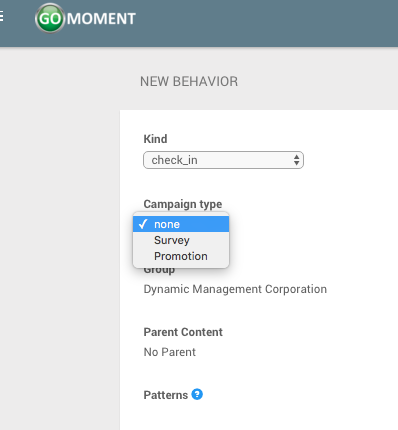 GO MOMENT
NEW BEHAVIOR
Kind
check_in
Campaign type
✓ none
Survey
Promotion
Group
Dynamic Management Corporation
Parent Content
No Parent
Patterns ?